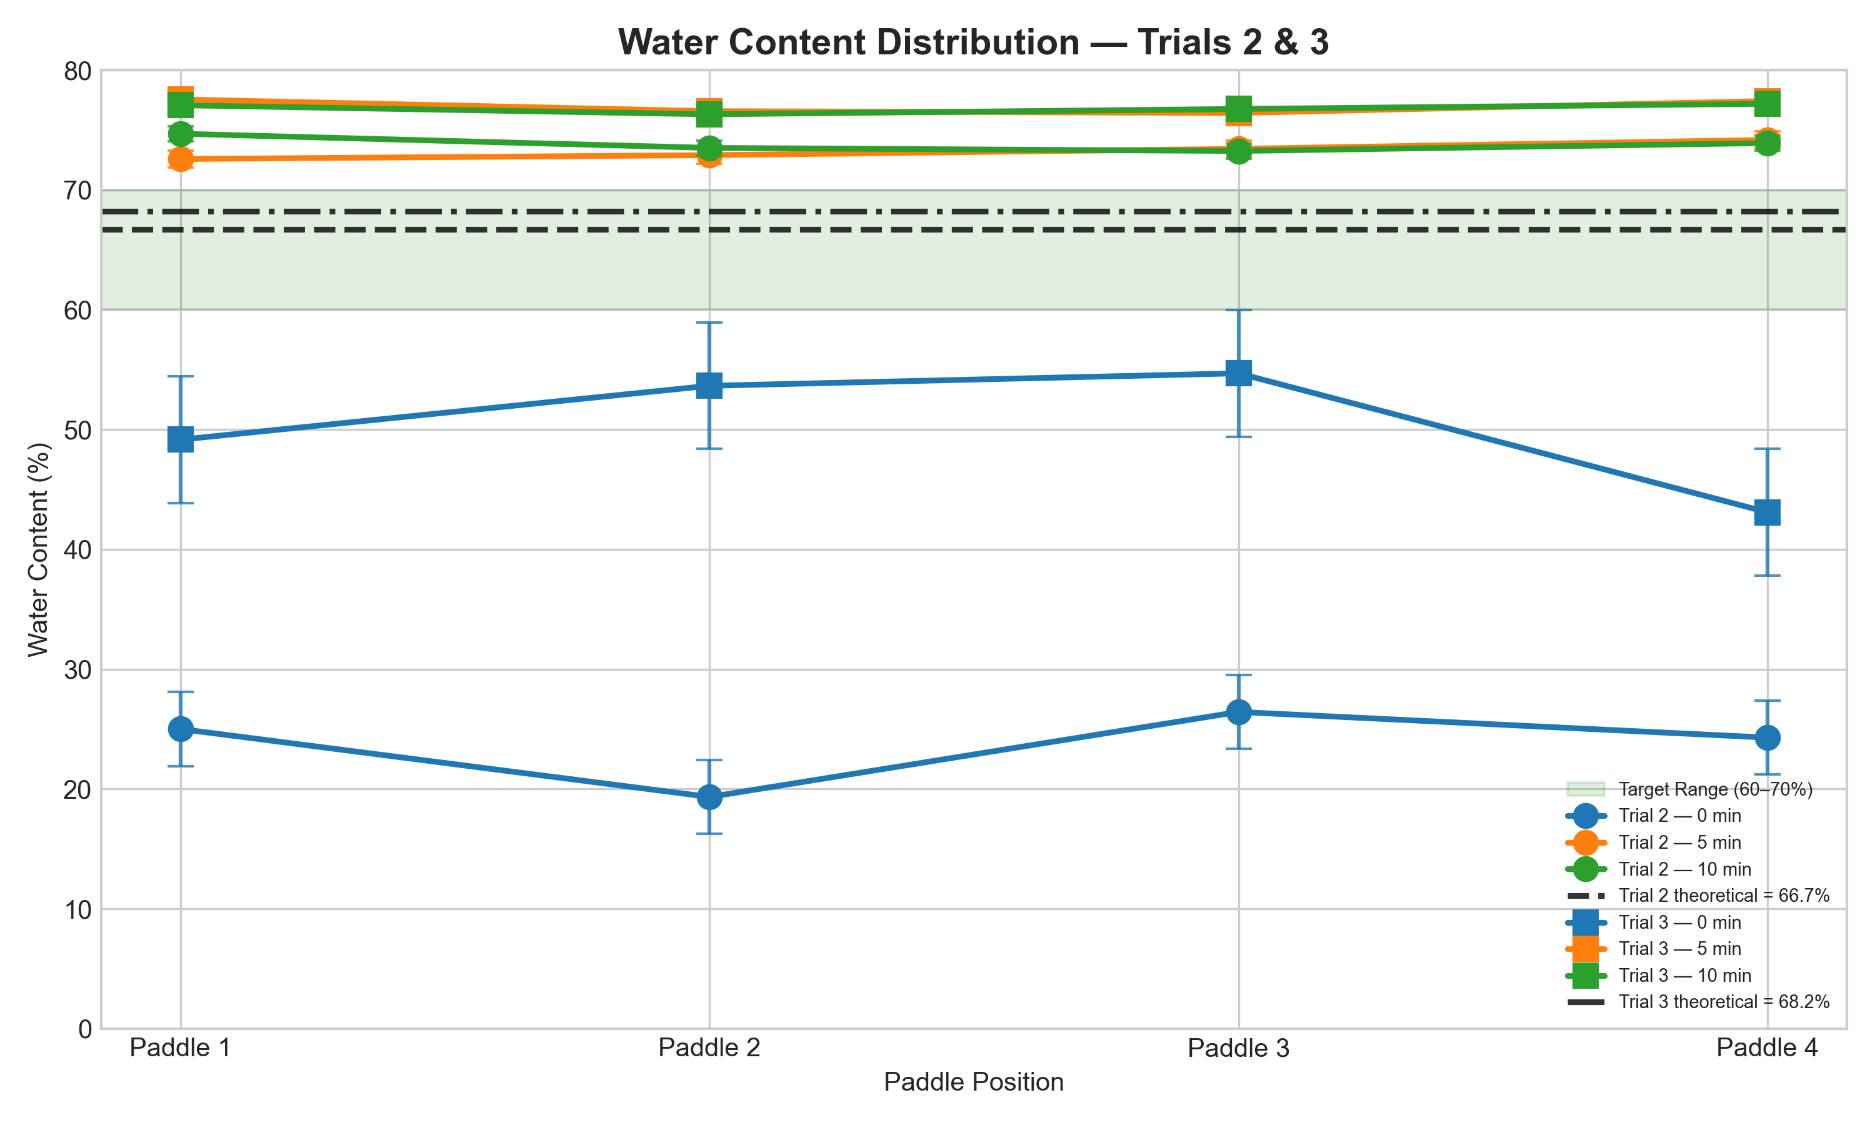 Water Content Distribution — Trials 2 & 3
80
70
60
50
40
30
20
10
0
Water Content (%)
Target Range (60–70%)
Trial 2 — 0 min
Trial 2 — 5 min
Trial 2 — 10 min
Trial 2 theoretical = 66.7%
Trial 3 — 0 min
Trial 3 — 5 min
Trial 3 — 10 min
Trial 3 theoretical = 68.2%
Paddle 1 Paddle 2 Paddle 3 Paddle 4
Paddle Position